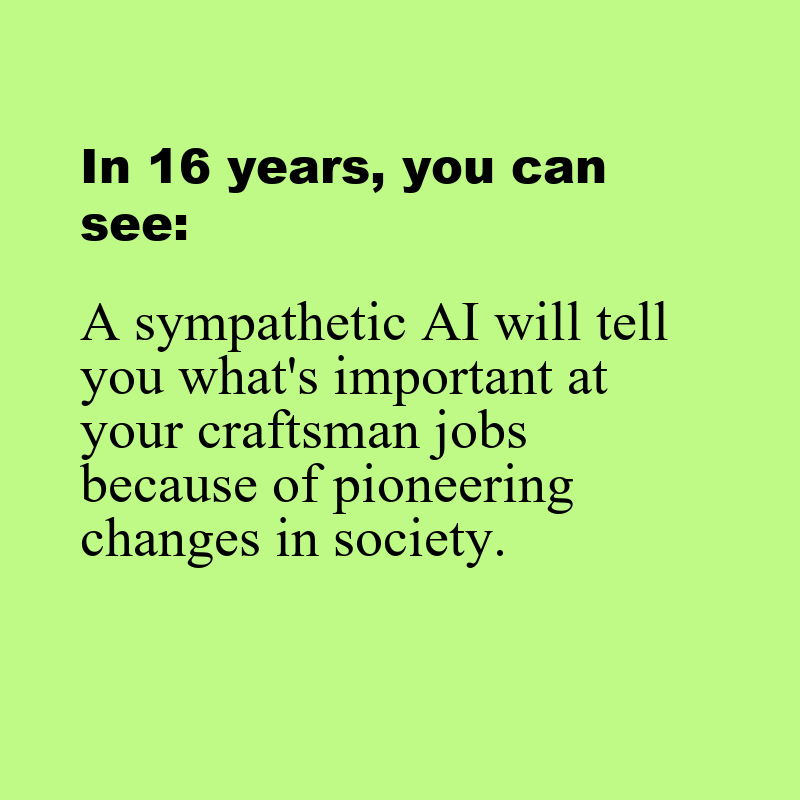 In 16 years, you can
see:
A sympathetic AI will tell
you what's important at
your craftsman jobs
because of pioneering
changes in society.